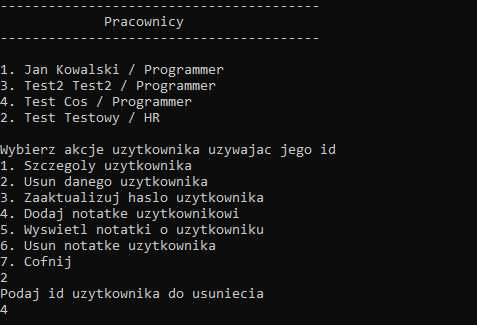 ----------------------------------------
Pracownicy
----------------------------------------
1. Jan Kowalski / Programmer
3. Test2 Test2 / Programmer
4. Test Cos / Programmer
2. Test Testowy / HR
Wybierz akcje uzytkownika uzywajac jego id
1. Szczegoly uzytkownika
2. Usun danego uzytkownika
3. Zaaktualizuj haslo uzytkownika
4. Dodaj notatke uzytkownikowi
5. Wyswietl notatki o uzytkowniku
6. Usun notatke uzytkownika
7. Cofnij
2
Podaj id uzytkownika do usuniecia
4